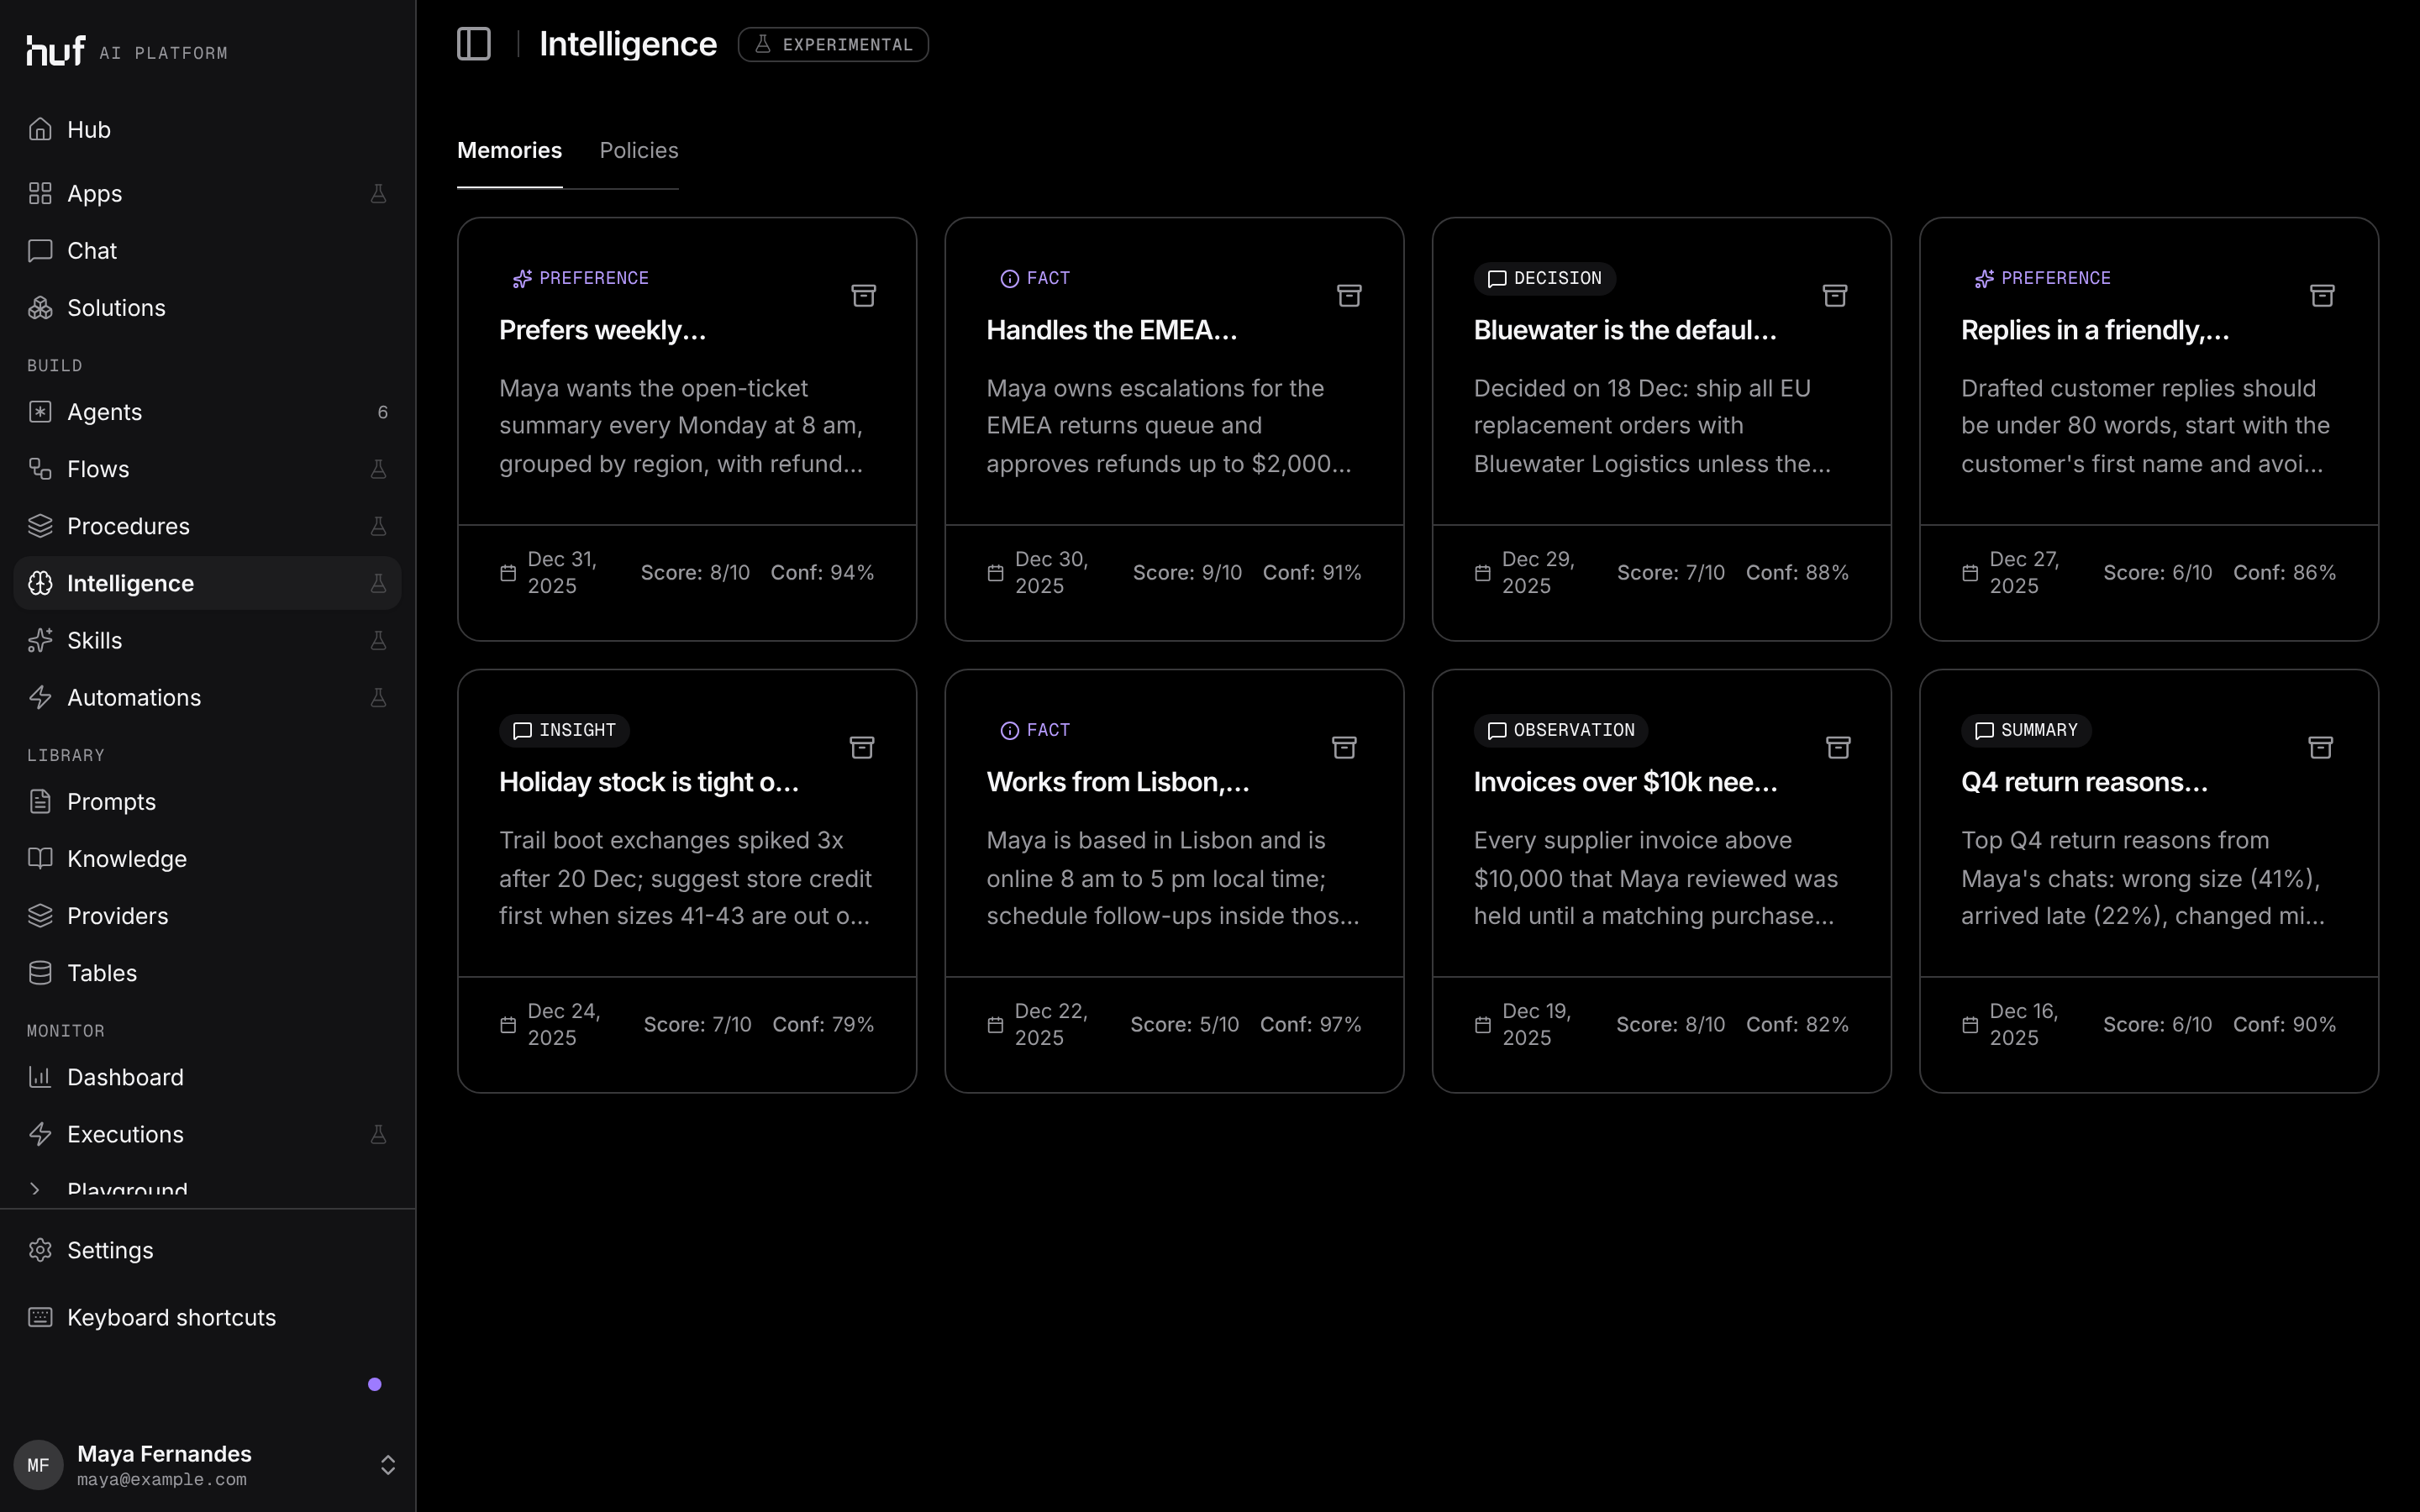 huf AI PLATFORM
Hub
Apps
Chat
Solutions
BUILD
Agents 6
Flows
Procedures
Intelligence
Skills
Automations
LIBRARY
Prompts
Knowledge
Providers
Tables
MONITOR
Dashboard
Executions
Playground
Settings
Keyboard shortcuts
MF
Maya Fernandes
maya@example.com
Intelligence
EXPERIMENTAL
Memories
Policies
PREFERENCE
Prefers weekly...
Maya wants the open-ticket
summary every Monday at 8 am,
grouped by region, with refund...
Dec 31,
2025
Score: 8/10 Conf: 94%
FACT
Handles the EMEA...
Maya owns escalations for the
EMEA returns queue and
approves refunds up to $2,000...
Dec 30,
2025
Score: 9/10 Conf: 91%
DECISION
Bluewater is the defaul...
Decided on 18 Dec: ship all EU
replacement orders with
Bluewater Logistics unless the...
Dec 29,
2025
Score: 7/10 Conf: 88%
PREFERENCE
Replies in a friendly,...
Drafted customer replies should
be under 80 words, start with the
customer's first name and avoi...
Dec 27,
2025
Score: 6/10 Conf: 86%
INSIGHT
Holiday stock is tight o...
Trail boot exchanges spiked 3x
after 20 Dec; suggest store credit
first when sizes 41-43 are out o...
Dec 24,
2025
Score: 7/10 Conf: 79%
FACT
Works from Lisbon,...
Maya is based in Lisbon and is
online 8 am to 5 pm local time;
schedule follow-ups inside thos...
Dec 22,
2025
Score: 5/10 Conf: 97%
OBSERVATION
Invoices over $10k nee...
Every supplier invoice above
$10,000 that Maya reviewed was
held until a matching purchase...
Dec 19,
2025
Score: 8/10 Conf: 82%
SUMMARY
Q4 return reasons...
Top Q4 return reasons from
Maya's chats: wrong size (41%),
arrived late (22%), changed mi...
Dec 16,
2025
Score: 6/10 Conf: 90%